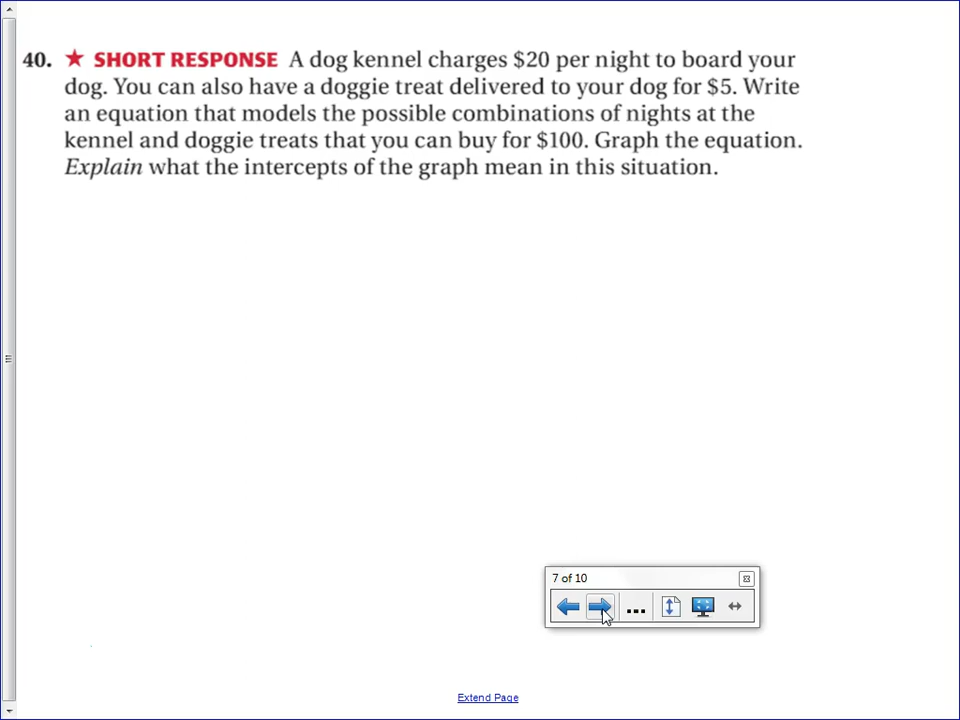 40. ★ SHORT RESPONSE A dog kennel charges $20 per night to board your
dog. You can also have a doggie treat delivered to your dog for $5. Write
an equation that models the possible combinations of nights at the
kennel and doggie treats that you can buy for $100. Graph the equation.
Explain what the intercepts of the graph mean in this situation.
7 of 10
...
Extend Page